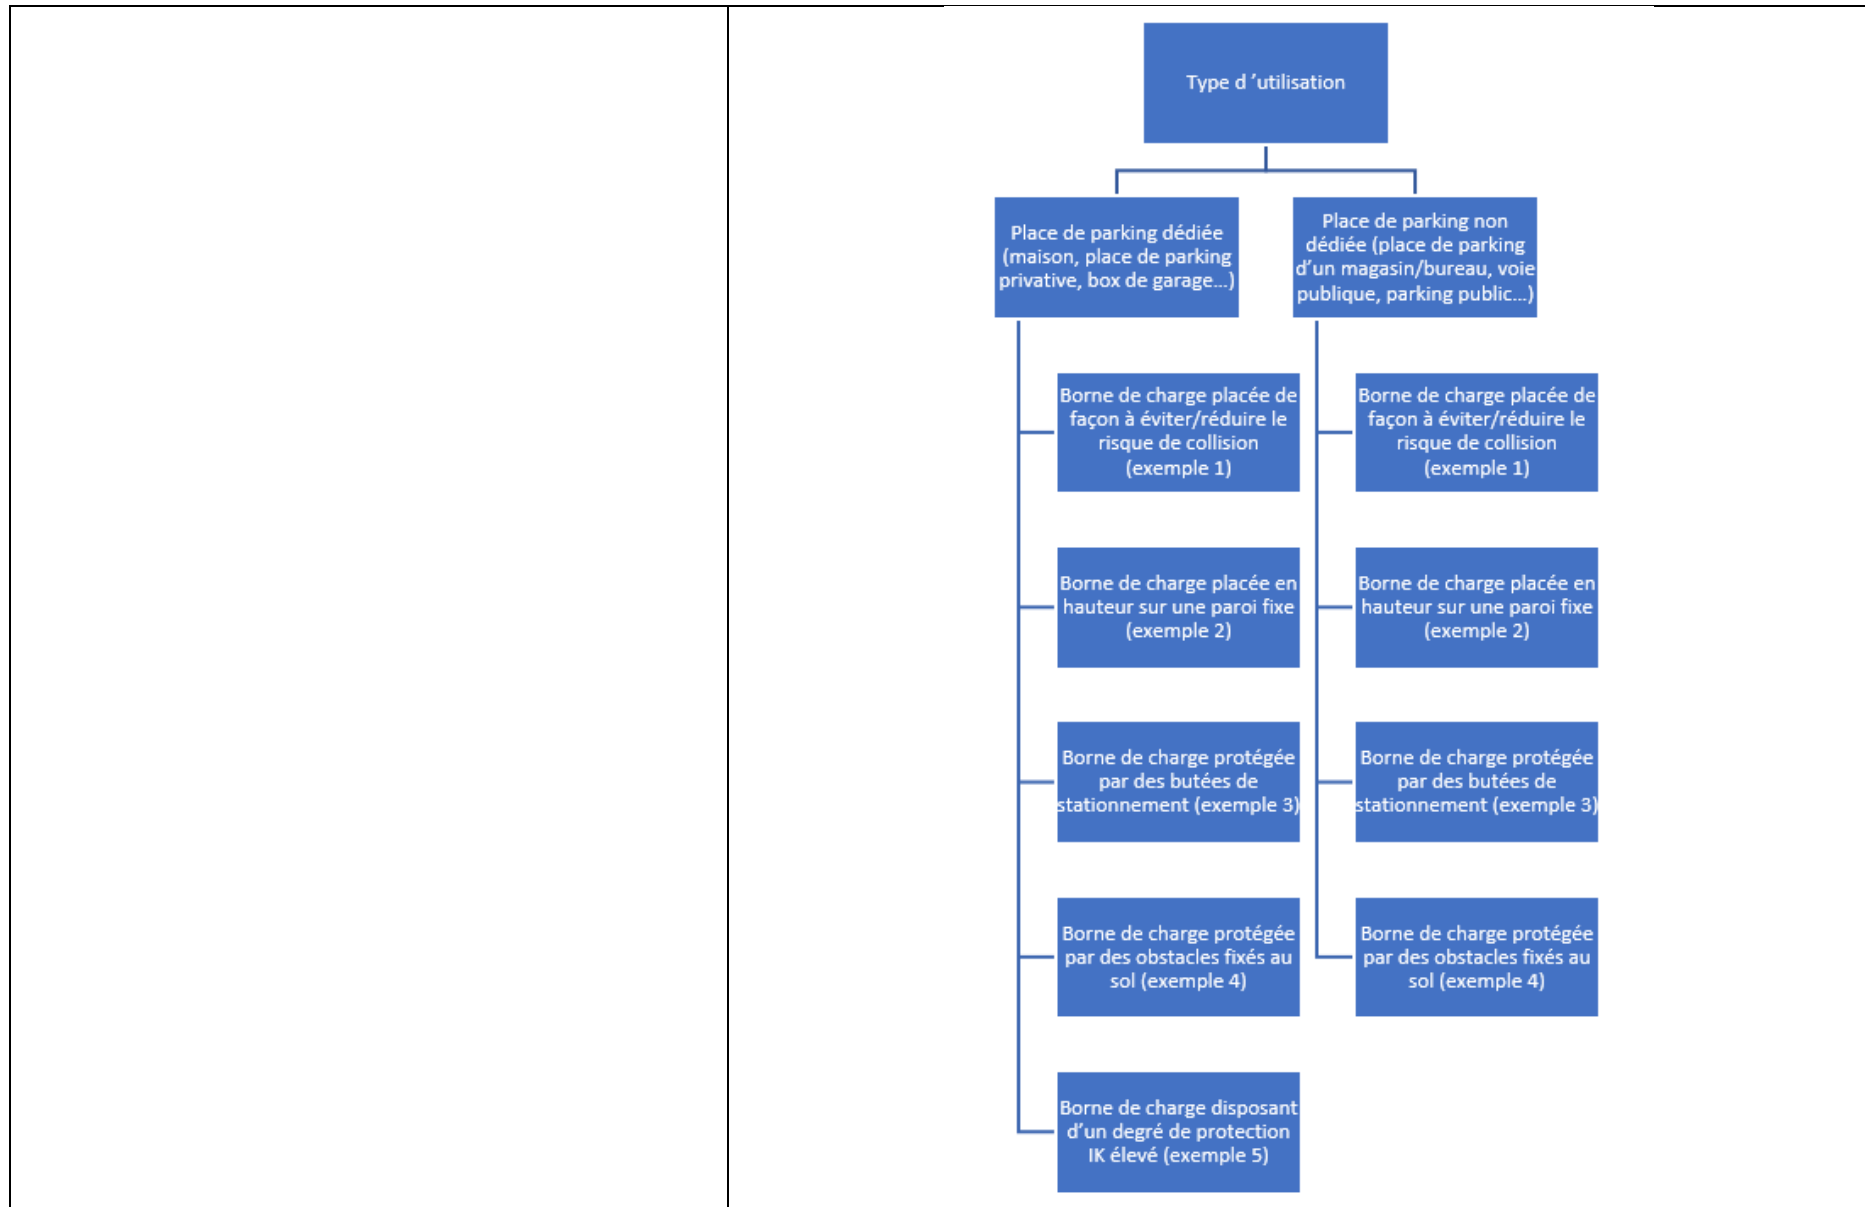 Type d ’utilisation
Place de parking dédiée
(maison, place de parking
privative, box de garage...)
Place de parking non
dédiée (place de parking
d’un magasin/bureau, voie
publique, parking public...)
Borne de charge placée de
façon à éviter/réduire le
risque de collision
(exemple 1)
Borne de charge placée en
hauteur sur une paroi fixe
(exemple 2)
Borne de charge protégée
par des butées de
stationnement (exemple 3)
Borne de charge protégée
par des obstacles fixés au
sol (exemple 4)
Borne de charge disposant
d’un degré de protection
IK élevé (exemple 5)
Borne de charge placée de
façon à éviter/réduire le
risque de collision
(exemple 1)
Borne de charge placée en
hauteur sur une paroi fixe
(exemple 2)
Borne de charge protégée
par des butées de
stationnement (exemple 3)
Borne de charge protégée
par des obstacles fixés au
sol (exemple 4)